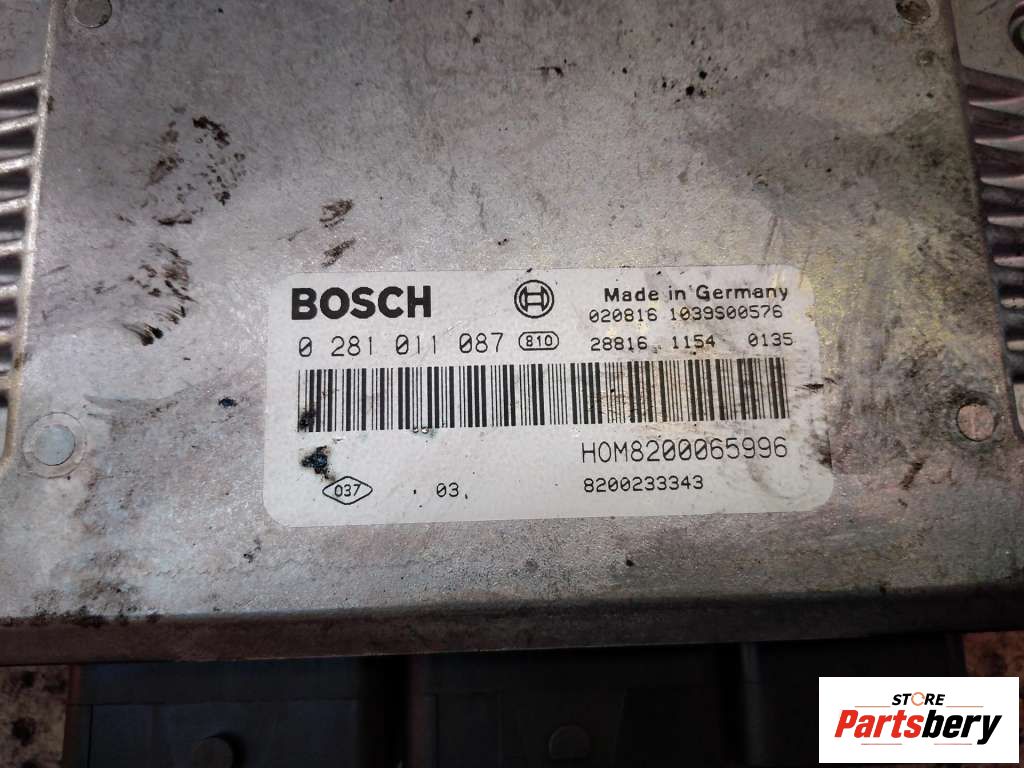 BOSCH Made in Germany
020816 1039S00576
0 281 011 087 810 28816 1154 0135
HOM8200065996
037 03 8200233343
STORE
Partsbery